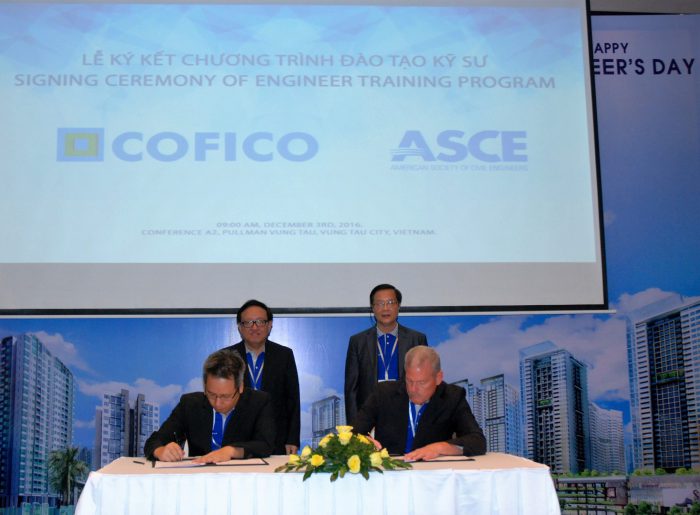 LỄ KÝ KẾT CHƯƠNG TRÌNH ĐÀO TẠO KỸ SƯ
SIGNING CEREMONY OF ENGINEER TRAINING PROGRAM
COFICO
ASCE
AMERICAN SOCIETY OF CIVIL ENGINEERS
09:00 AM, DECEMBER 3RD, 2016.
CONFERENCE A2, PULLMAN VUNG TAU, VUNG TAU CITY, VIETNAM.
APPY
EER'S DAY